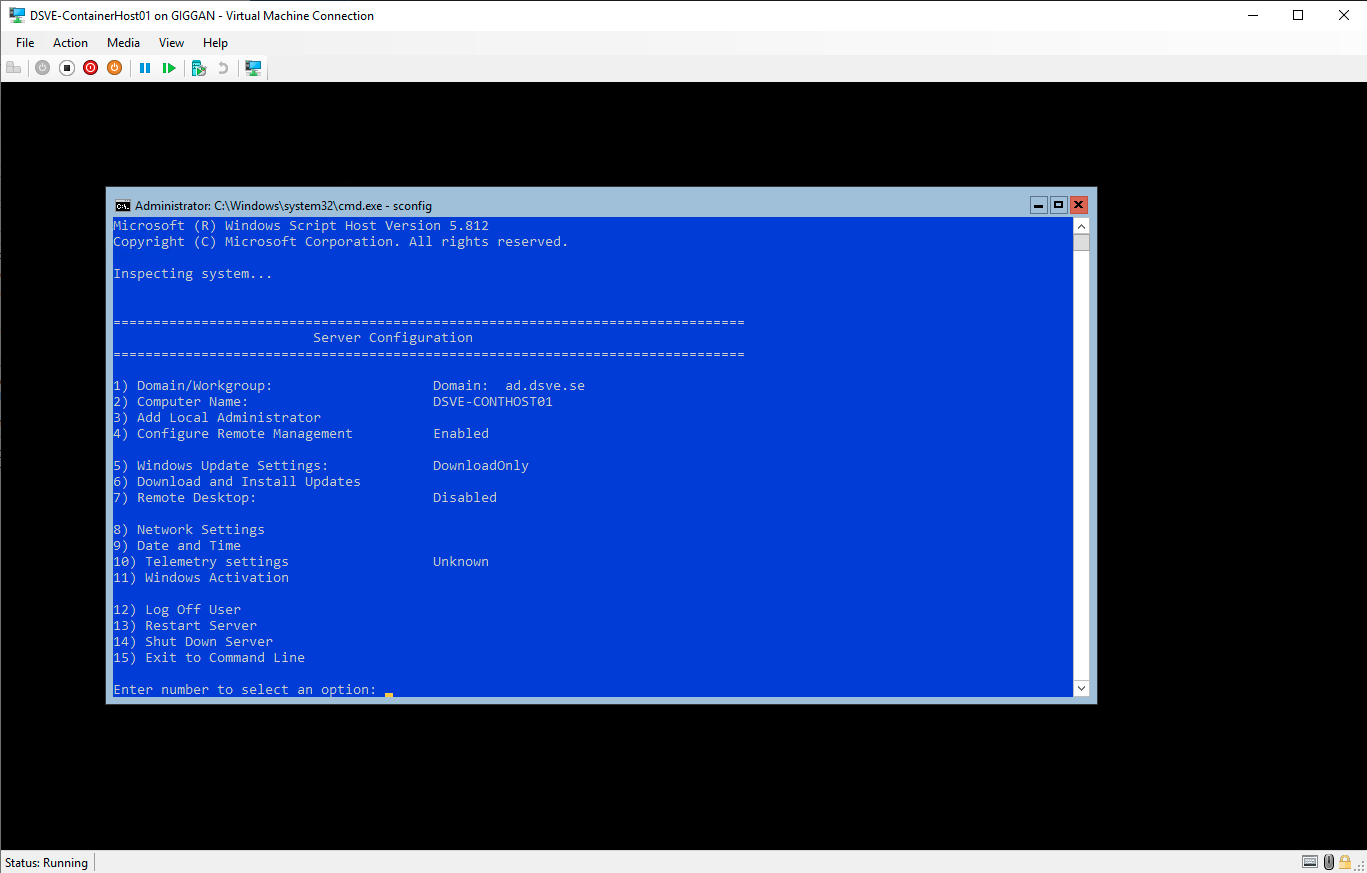 DSVE-ContainerHost01 on GIGGAN - Virtual Machine Connection
File Action Media View Help
Administrator: C:\Windows\system32\cmd.exe - sconfig
Microsoft (R) Windows Script Host Version 5.812
Copyright (C) Microsoft Corporation. All rights reserved.
Inspecting system...
===============================================================================
Server Configuration
===============================================================================
1) Domain/Workgroup: Domain: ad.dsve.se
2) Computer Name: DSVE-CONTHOST01
3) Add Local Administrator
4) Configure Remote Management Enabled
5) Windows Update Settings: DownloadOnly
6) Download and Install Updates
7) Remote Desktop: Disabled
8) Network Settings
9) Date and Time
10) Telemetry settings Unknown
11) Windows Activation
12) Log Off User
13) Restart Server
14) Shut Down Server
15) Exit to Command Line
Enter number to select an option:
Status: Running